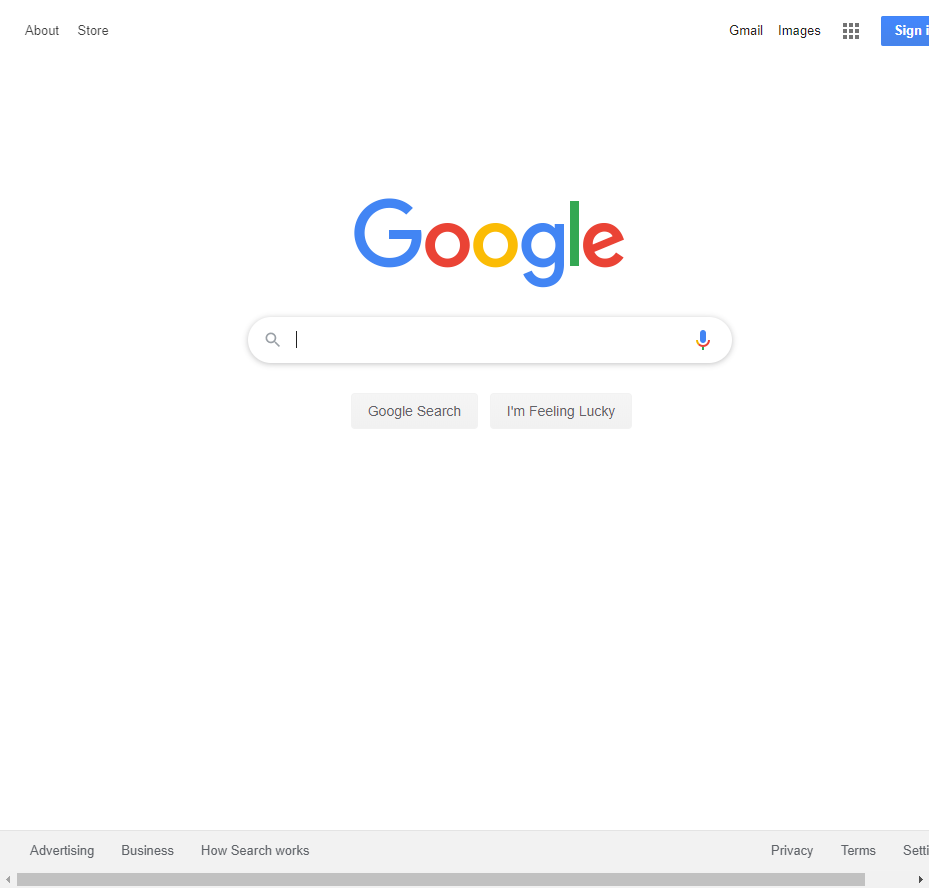 About Store Gmail Images Sign i
Google
Google Search I'm Feeling Lucky
Advertising Business How Search works Privacy Terms Setti